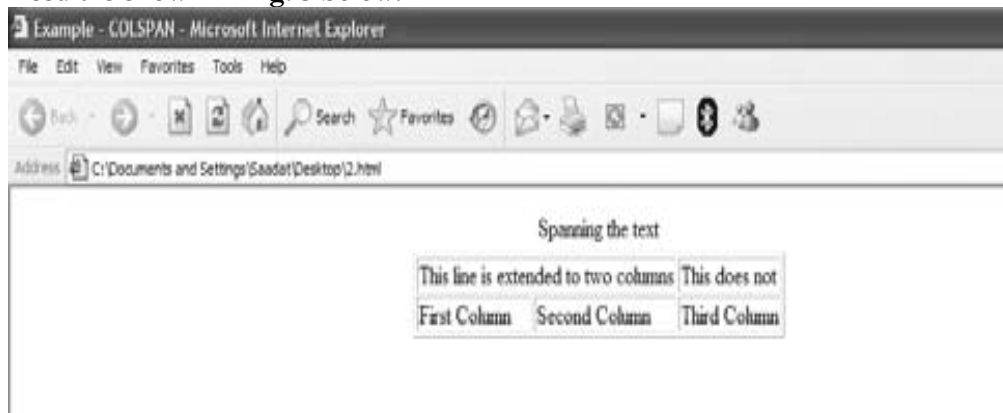 Example - COLSPAN - Microsoft Internet Explorer
File Edit View Favorites Tools Help
Back Search Favorites
Address C:\Documents and Settings\Saadat\Desktop\2.html
Spanning the text
This line is extended to two columns This does not
First Column Second Column Third Column